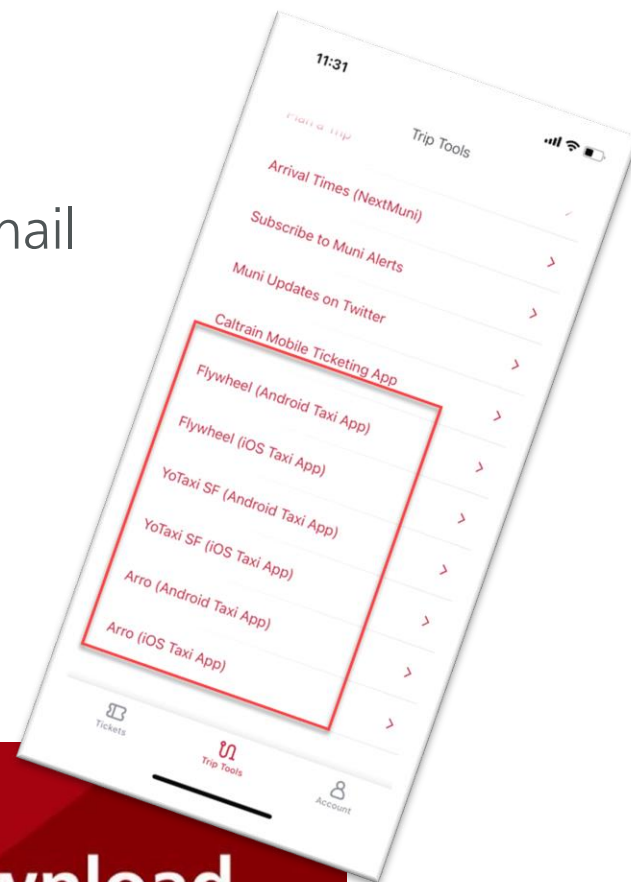 11:31
Plan a Trip
Trip Tools
Arrival Times (NextMuni)
Subscribe to Muni Alerts
Muni Updates on Twitter
Caltrain Mobile Ticketing App
Flywheel (Android Taxi App)
Flywheel (iOS Taxi App)
YoTaxi SF (Android Taxi App)
YoTaxi SF (iOS Taxi App)
Arro (Android Taxi App)
Arro (iOS Taxi App)
Tickets
Trip Tools
Account